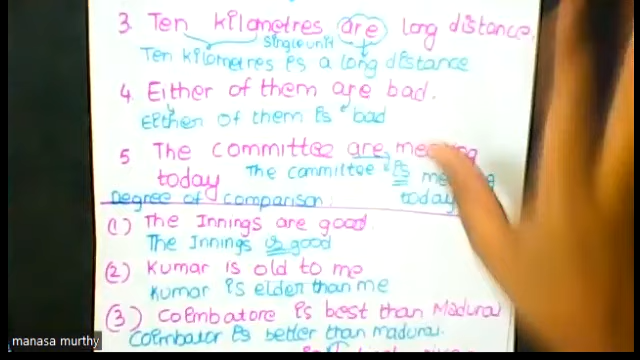 3. Ten kilometres are long distance.
single unit
Ten kilometres is a long distance
4. Either of them are bad.
Either of them is bad
5 The committee are meeting
today The committee is meeting
today
Degree of comparison
(1) The Innings are good.
The Innings is good
(2) Kumar is old to me
Kumar is elder than me
(3) Coimbatore is best than Madurai
Coimbator is better than madurai.
manasa murthy